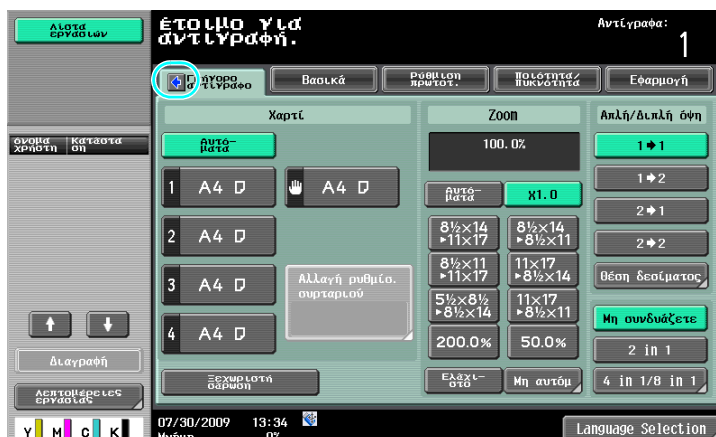 Λίστα
εργασιών
έτοιμο για
αντιγραφή.
Αντίγραφα:
1
Γρήγορο
αντίγραφο
Βασικά
Ρύθμιση
πρωτοτ.
Ποιότητα/
Πυκνότητα
Εφαρμογή
όνομα
χρήστη
Κατάστα
ση
Χαρτί
Αυτό-
ματα
1 A4
A4
2 A4
3 A4
4 A4
Αλλαγή ρυθμίσ.
συρταριού
Ξεχωριστή
σάρωση
Zoom
100.0%
Αυτό-
ματα
x1.0
8½×14
▸11×17
8½×14
▸8½×11
8½×11
▸11×17
11×17
▸8½×14
5½×8½
▸8½×14
11×17
▸8½×11
200.0%
50.0%
Ελάχι-
στο
Μη αυτόμ
Απλή/Διπλή όψη
1➧1
1➧2
2➧1
2➧2
θέση δεσίματος
Μη συνδυάζετε
2 in 1
4 in 1/8 in 1
Διαγραφή
Λεπτομέρειες
εργασίας
Y M C K
07/30/2009 13:34
Μνήμη 0%
Language Selection